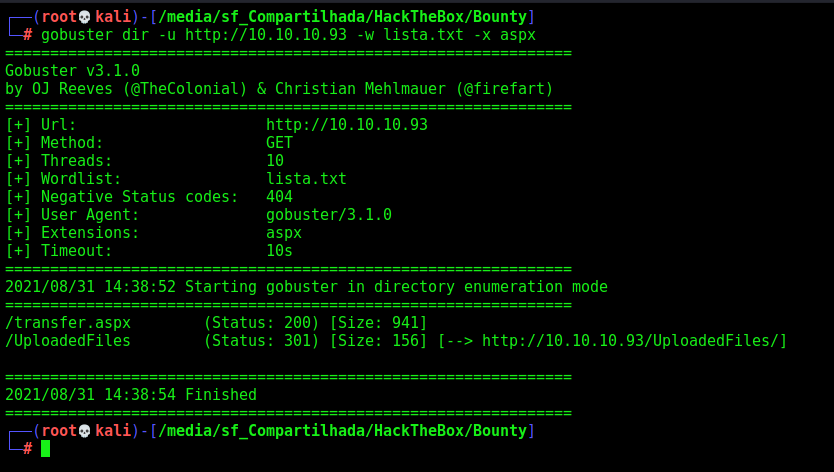 ┌──(root💀kali)-[/media/sf_Compartilhada/HackTheBox/Bounty]
└─# gobuster dir -u http://10.10.10.93 -w lista.txt -x aspx
===============================================================
Gobuster v3.1.0
by OJ Reeves (@TheColonial) & Christian Mehlmauer (@firefart)
===============================================================
[+] Url:                     http://10.10.10.93
[+] Method:                  GET
[+] Threads:                 10
[+] Wordlist:                lista.txt
[+] Negative Status codes:   404
[+] User Agent:              gobuster/3.1.0
[+] Extensions:              aspx
[+] Timeout:                 10s
===============================================================
2021/08/31 14:38:52 Starting gobuster in directory enumeration mode
===============================================================
/transfer.aspx        (Status: 200) [Size: 941]
/UploadedFiles        (Status: 301) [Size: 156] [--> http://10.10.10.93/UploadedFiles/]

===============================================================
2021/08/31 14:38:54 Finished
===============================================================
┌──(root💀kali)-[/media/sf_Compartilhada/HackTheBox/Bounty]
└─#